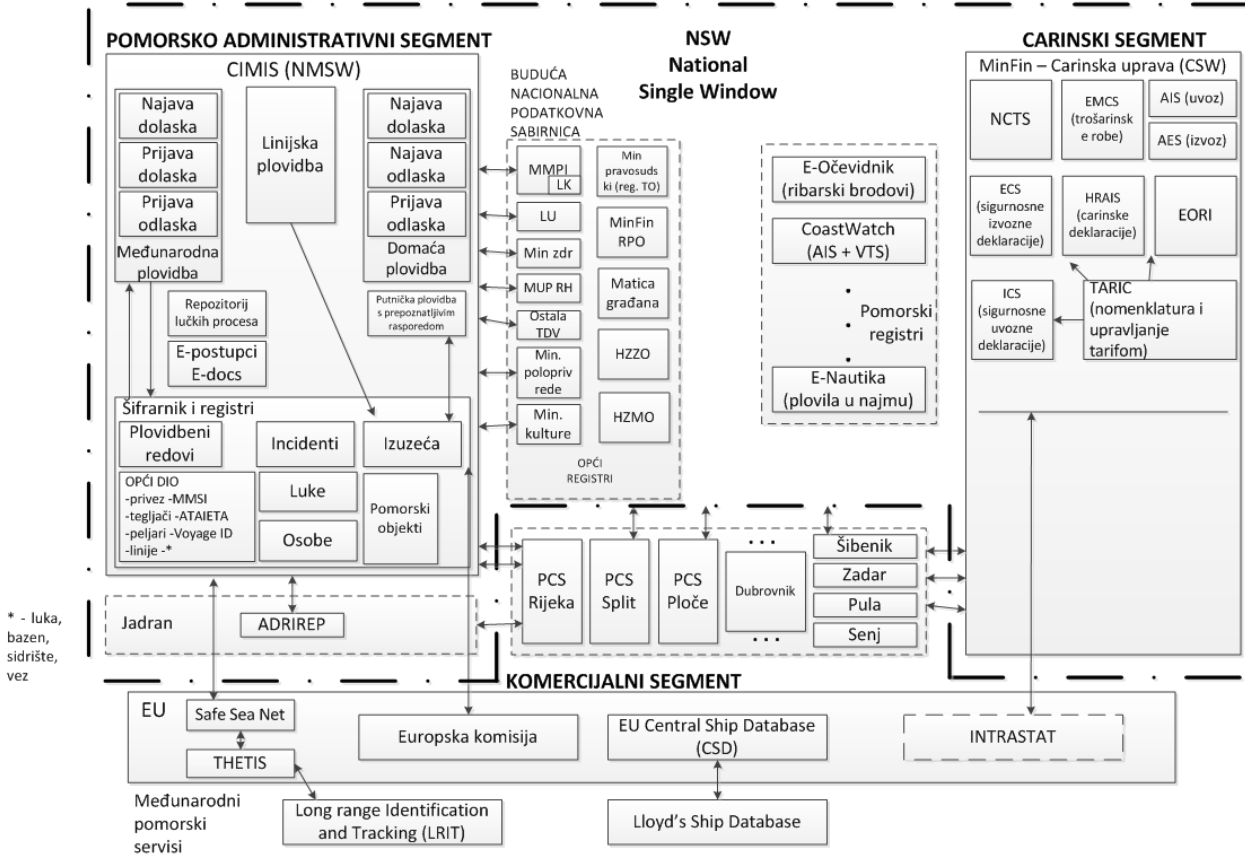 POMORSKO ADMINISTRATIVNI SEGMENT
CIMIS (NMSW)
Najava
dolaska
Prijava
dolaska
Prijava
odlaska
Međunarodna
plovidba
Linijska
plovidba
Najava
dolaska
Najava
odlaska
Prijava
odlaska
Domaća
plovidba
Repozitorij
lučkih procesa
E-postupci
E-docs
Putnička plovidba
s prepoznatljivim
rasporedom
Šifrarnik i registri
Plovidbeni
redovi
Incidenti
Izuzeća
OPĆI DIO
-privez -MMSI
-tegljači -ATAIETA
-peljari -Voyage ID
-linije -*
Luke
Osobe
Pomorski
objekti
Jadran
ADRIREP
* - luka,
bazen,
sidrište,
vez
NSW
National
Single Window
BUDUĆA
NACIONALNA
PODATKOVNA
SABIRNICA
MMPI
LK
LU
Min zdr
MUP RH
Ostala
TDV
Min.
polopriv
rede
Min.
kulture
Min
pravosuds
ki (reg. TO)
MinFin
RPO
Matica
građana
HZZO
HZMO
OPĆI
REGISTRI
E-Očevidnik
(ribarski brodovi)
CoastWatch
(AIS + VTS)
Pomorski
registri
E-Nautika
(plovila u najmu)
CARINSKI SEGMENT
MinFin – Carinska uprava (CSW)
NCTS
EMCS
(trošarinsk
e robe)
AIS (uvoz)
AES (izvoz)
ECS
(sigurnosne
izvozne
deklaracije)
HRAIS
(carinske
deklaracije)
EORI
ICS
(sigurnosne
uvozne
deklaracije)
TARIC
(nomenklatura i
upravljanje
tarifom)
PCS
Rijeka
PCS
Split
PCS
Ploče
Dubrovnik
Šibenik
Zadar
Pula
Senj
KOMERCIJALNI SEGMENT
EU
Safe Sea Net
THETIS
Europska komisija
EU Central Ship Database
(CSD)
INTRASTAT
Međunarodni
pomorski
servisi
Long range Identification
and Tracking (LRIT)
Lloyd's Ship Database